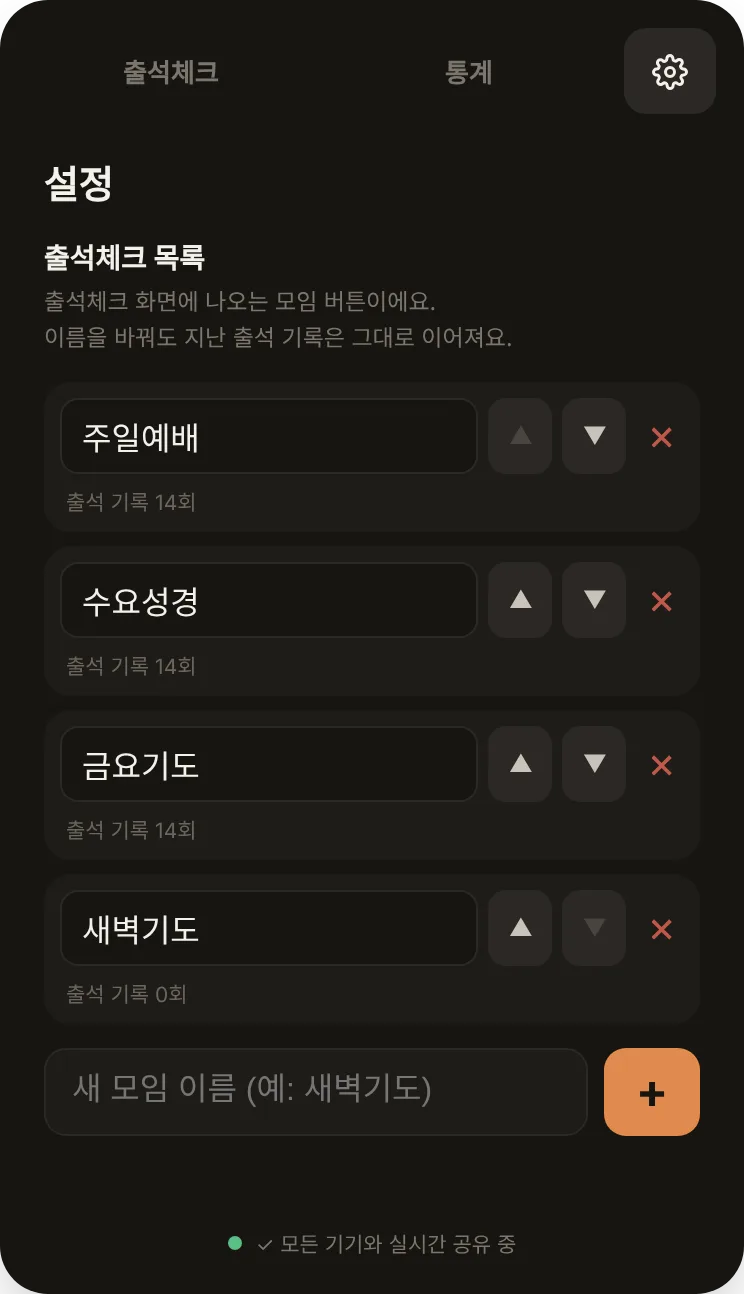 출석체크
통계
설정
출석체크 목록
출석체크 화면에 나오는 모임 버튼이에요.
이름을 바꿔도 지난 출석 기록은 그대로 이어져요.
주일예배
▲
▼
✕
출석 기록 14회
수요성경
▲
▼
✕
출석 기록 14회
금요기도
▲
▼
✕
출석 기록 14회
새벽기도
▲
▼
✕
출석 기록 0회
새 모임 이름 (예: 새벽기도)
+
✓ 모든 기기와 실시간 공유 중